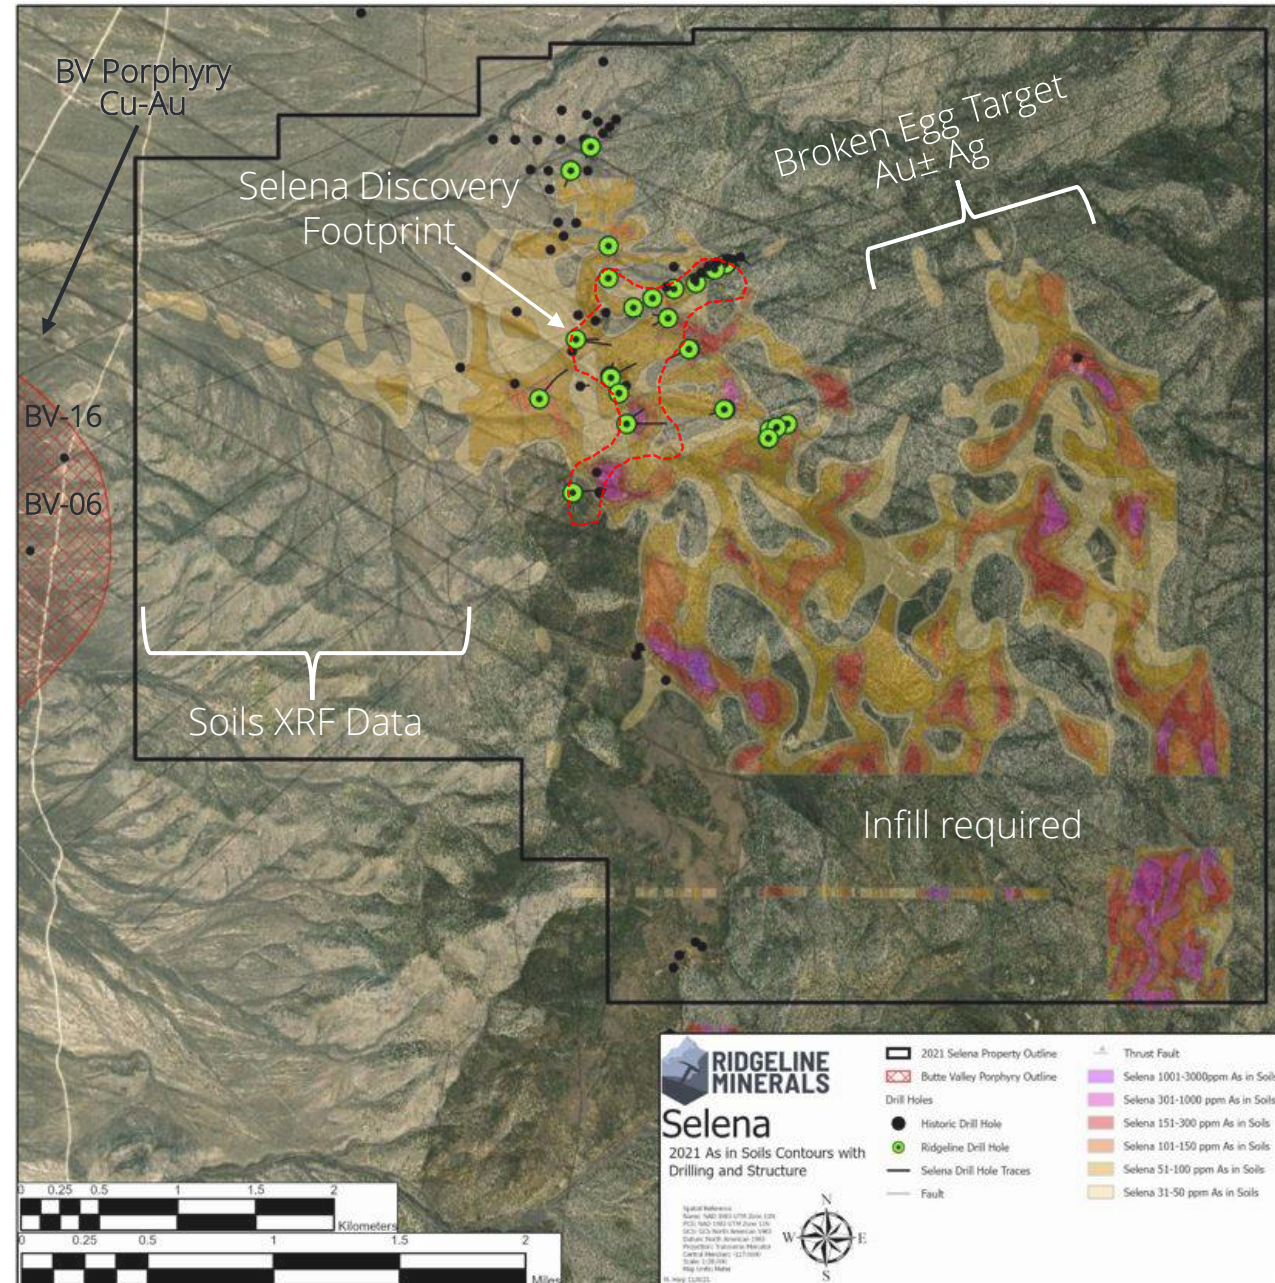 BV Porphyry
Cu-Au
Selena Discovery
Footprint
Broken Egg Target
Au± Ag
BV-16
BV-06
Soils XRF Data
Infill required
RIDGELINE
MINERALS
Selena
2021 As in Soils Contours with
Drilling and Structure
2021 Selena Property Outline
Butte Valley Porphyry Outline
Drill Holes
Historic Drill Hole
Ridgeline Drill Hole
Selena Drill Hole Traces
Fault
Thrust Fault
Selena 1001-3000ppm As in Soils
Selena 301-1000 ppm As in Soils
Selena 151-300 ppm As in Soils
Selena 101-150 ppm As in Soils
Selena 51-100 ppm As in Soils
Selena 31-50 ppm As in Soils
Spatial Reference
N
W E
S
0 0.25 0.5 1 1.5 2
Kilometers
0 0.25 0.5 1 1.5 2
Miles